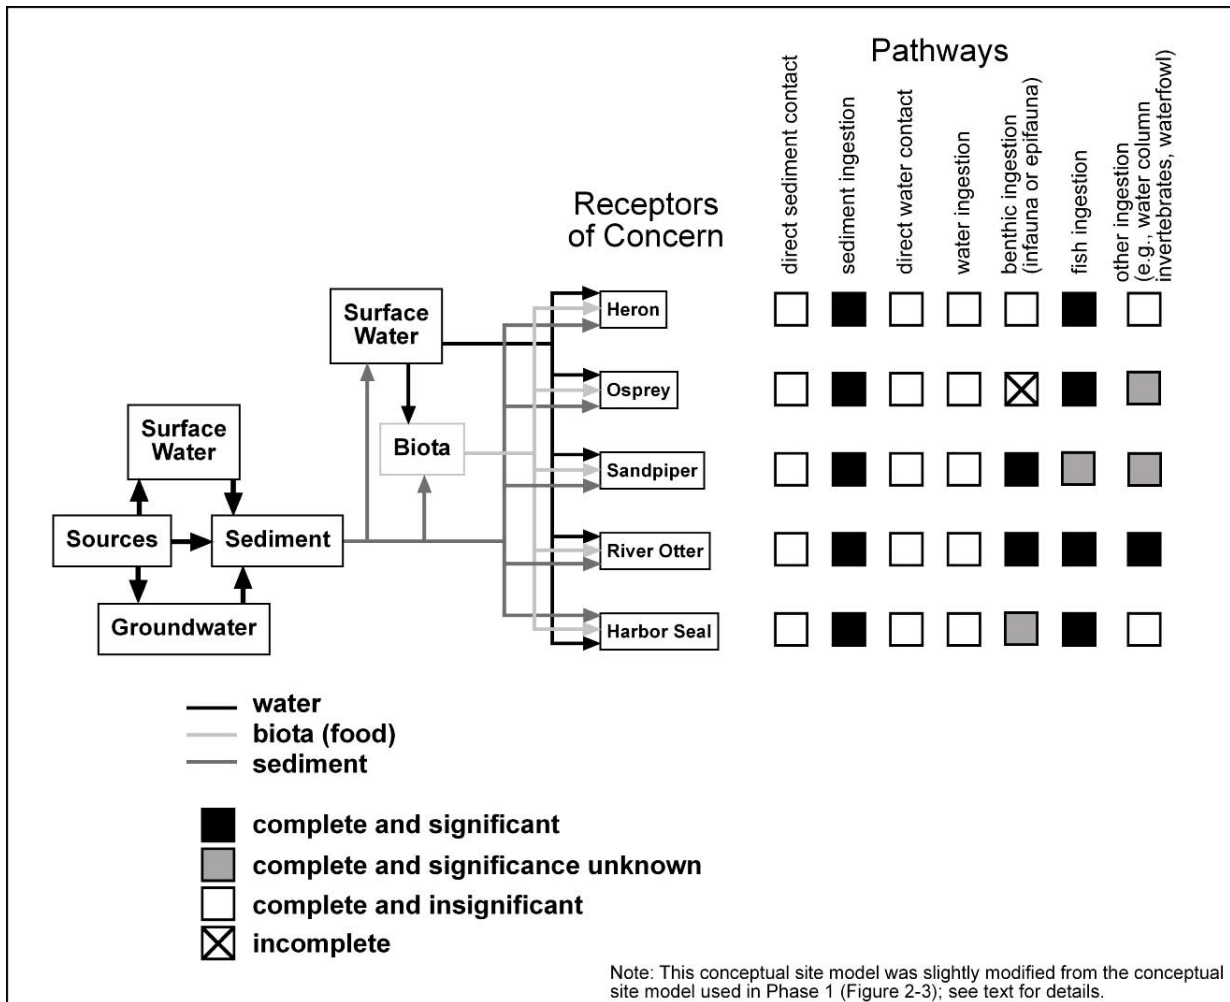 Pathways
direct sediment contact
sediment ingestion
direct water contact
water ingestion
benthic ingestion
(infauna or epifauna)
fish ingestion
other ingestion
(e.g., water column
invertebrates, waterfowl)
Receptors
of Concern
Surface
Water
Heron
Osprey
Surface
Water
Biota
Sandpiper
Sources
Sediment
River Otter
Groundwater
Harbor Seal
water
biota (food)
sediment
complete and significant
complete and significance unknown
complete and insignificant
incomplete
Note: This conceptual site model was slightly modified from the conceptual
site model used in Phase 1 (Figure 2-3); see text for details.